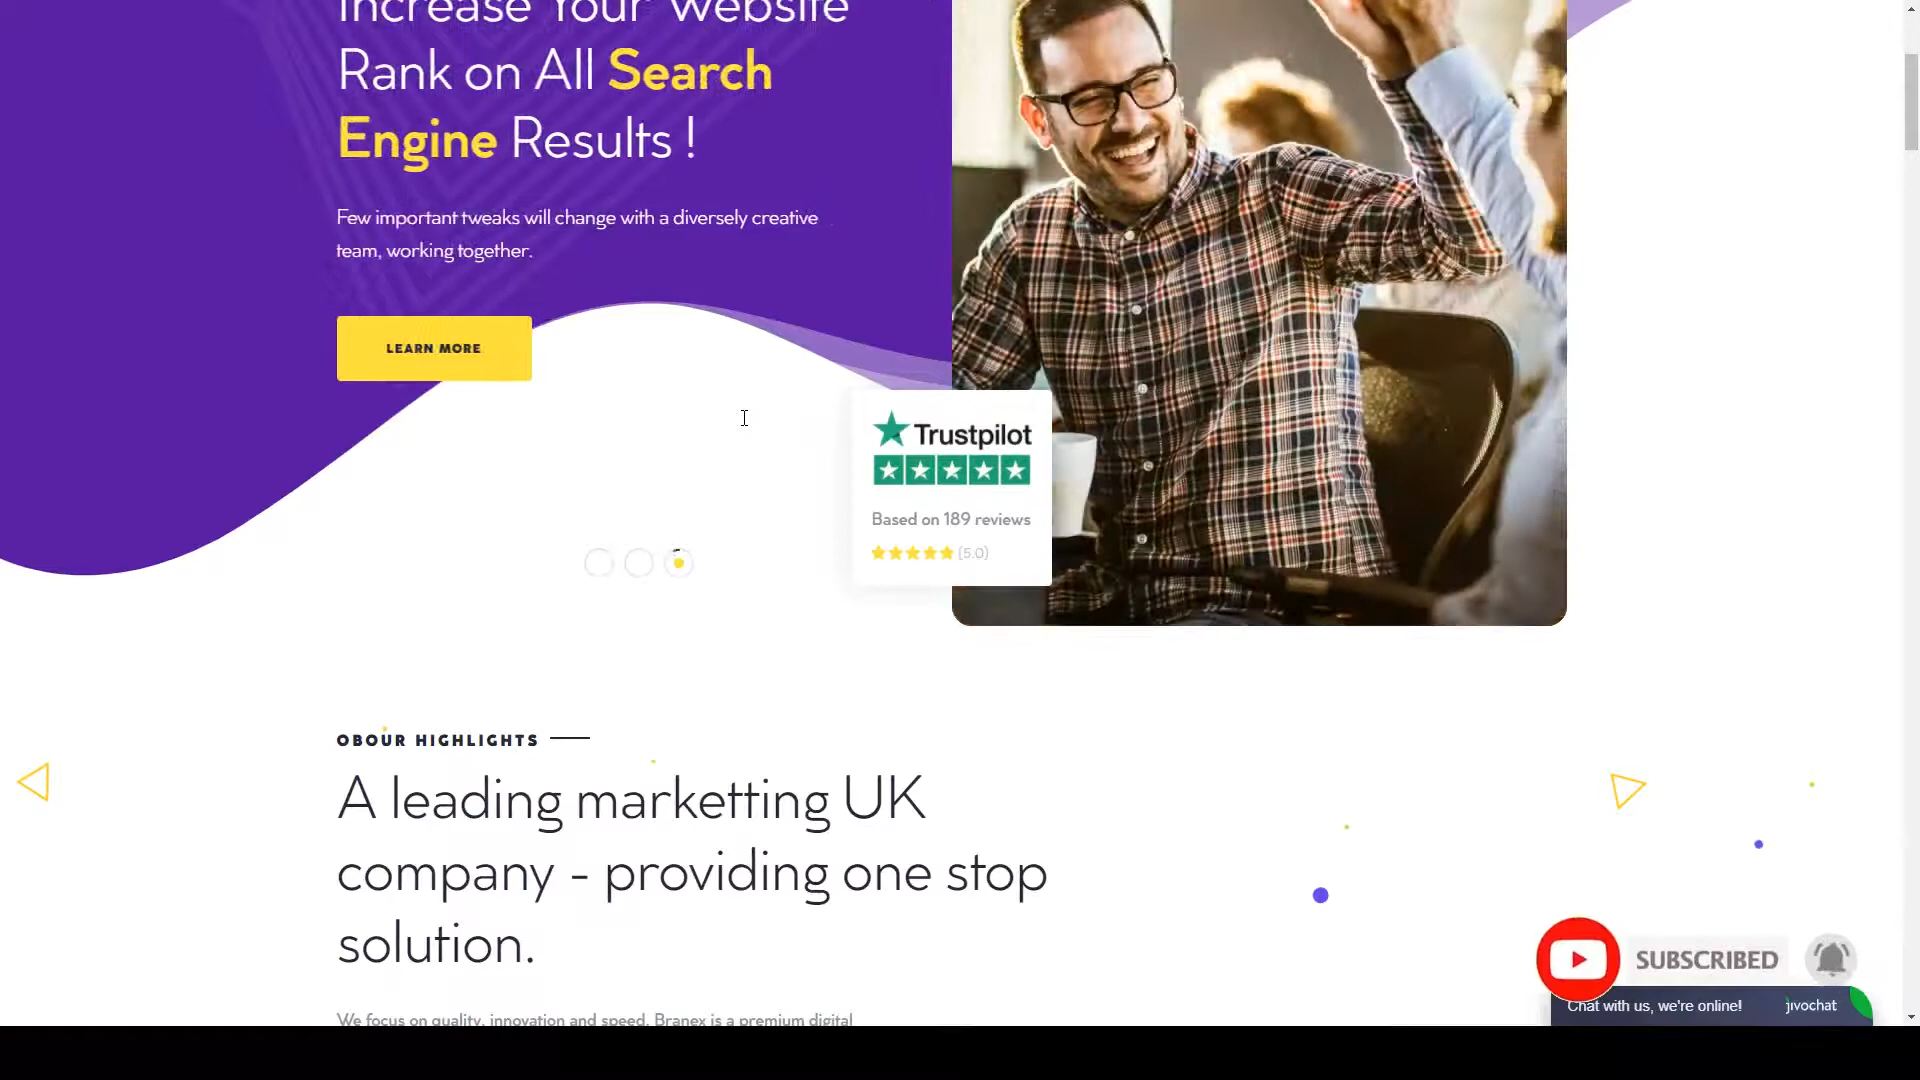 Increase Your Website
Rank on All Search
Engine Results !
Few important tweaks will change with a diversely creative
team, working together.
LEARN MORE
Trustpilot
Based on 189 reviews
(5.0)
OBOUR HIGHLIGHTS
A leading marketting UK
company - providing one stop
solution.
We focus on quality, innovation and speed. Branex is a premium digital
SUBSCRIBED
Chat with us, we're online!
jivochat